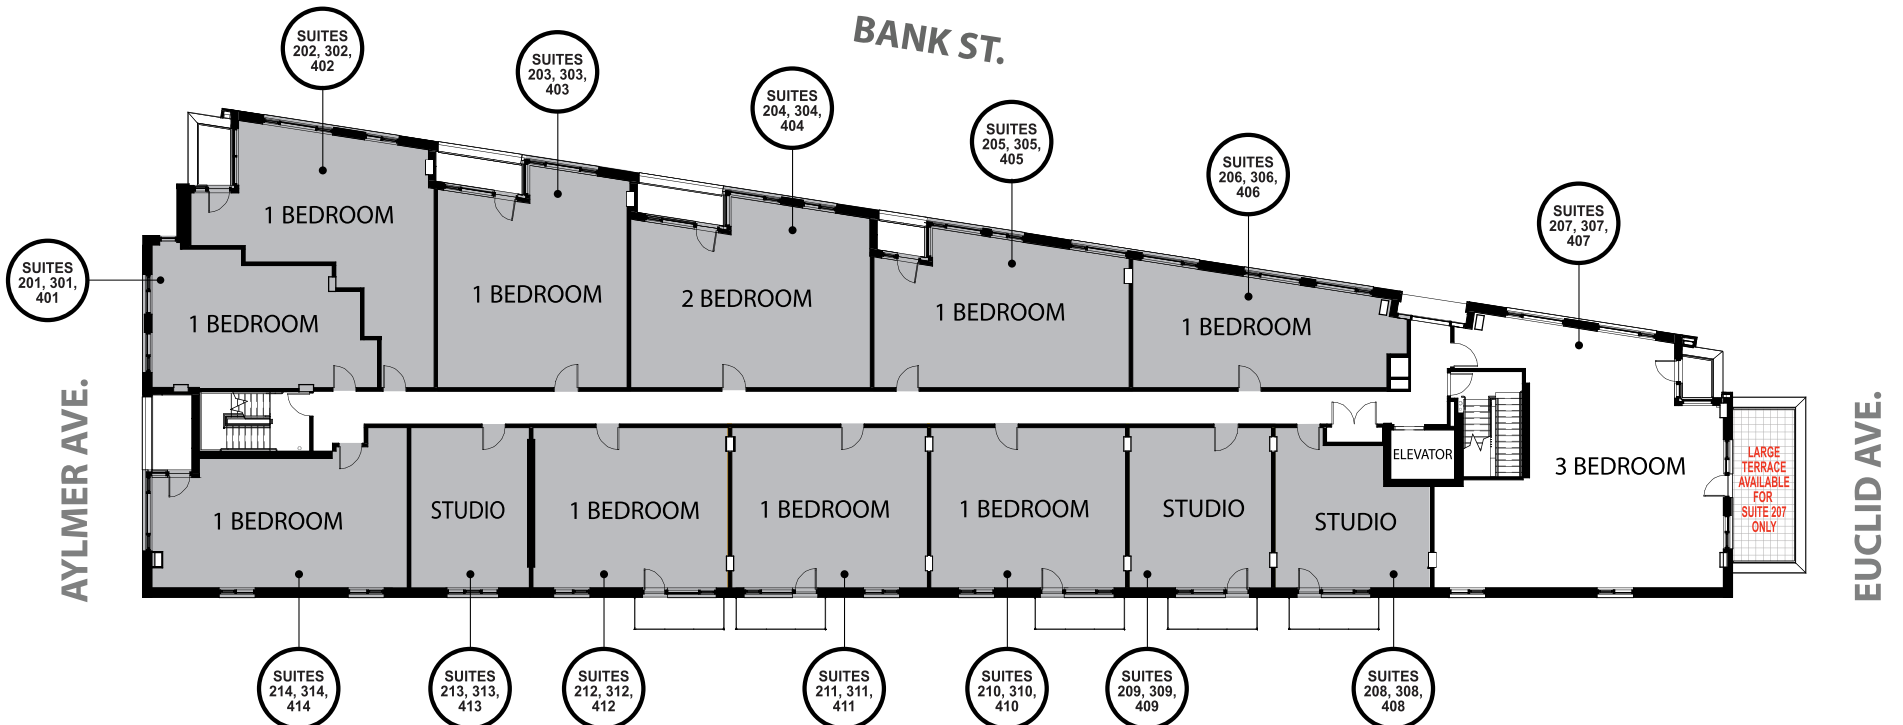 BANK ST.
SUITES
202, 302,
402
SUITES
203, 303,
403
SUITES
204, 304,
404
SUITES
205, 305,
405
SUITES
206, 306,
406
SUITES
207, 307,
407
SUITES
201, 301,
401
1 BEDROOM
1 BEDROOM
1 BEDROOM
2 BEDROOM
1 BEDROOM
1 BEDROOM
AYLMER AVE.
EUCLID AVE.
ELEVATOR
3 BEDROOM
LARGE
TERRACE
AVAILABLE
FOR
SUITE 207
ONLY
1 BEDROOM
STUDIO
1 BEDROOM
1 BEDROOM
1 BEDROOM
STUDIO
STUDIO
SUITES
214, 314,
414
SUITES
213, 313,
413
SUITES
212, 312,
412
SUITES
211, 311,
411
SUITES
210, 310,
410
SUITES
209, 309,
409
SUITES
208, 308,
408